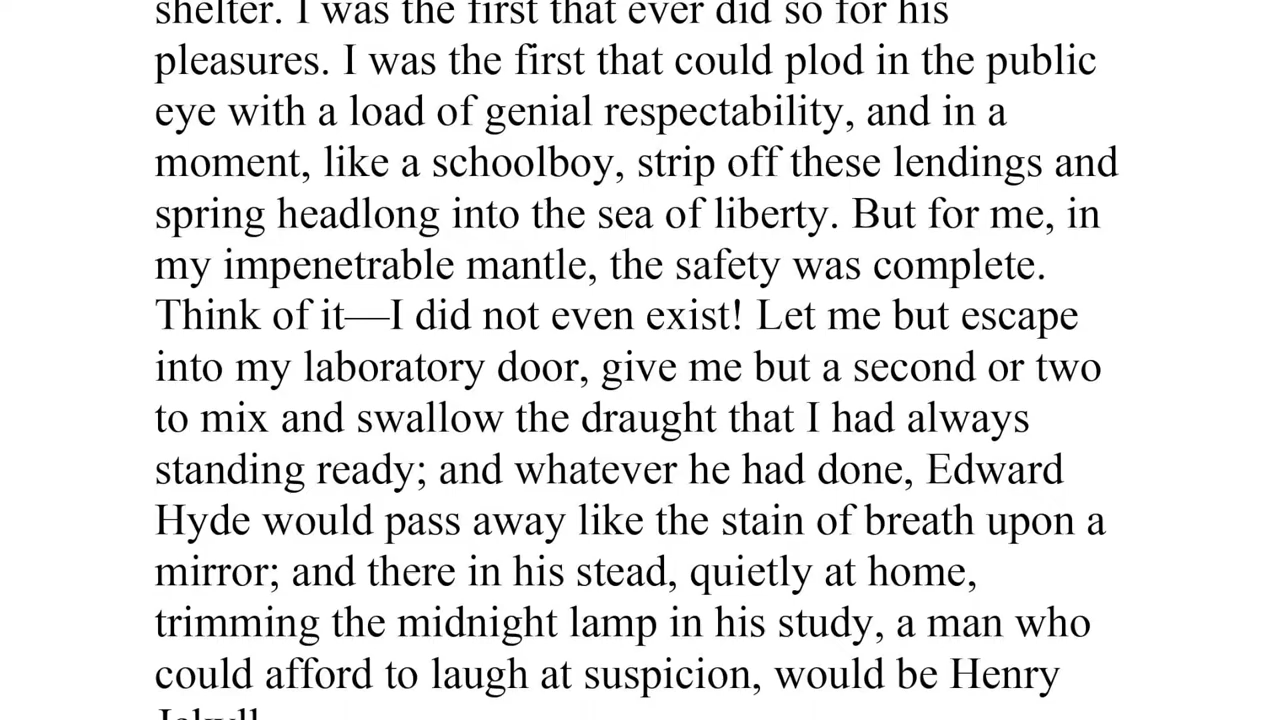 shelter. I was the first that ever did so for his
pleasures. I was the first that could plod in the public
eye with a load of genial respectability, and in a
moment, like a schoolboy, strip off these lendings and
spring headlong into the sea of liberty. But for me, in
my impenetrable mantle, the safety was complete.
Think of it—I did not even exist! Let me but escape
into my laboratory door, give me but a second or two
to mix and swallow the draught that I had always
standing ready; and whatever he had done, Edward
Hyde would pass away like the stain of breath upon a
mirror; and there in his stead, quietly at home,
trimming the midnight lamp in his study, a man who
could afford to laugh at suspicion, would be Henry
Jekyll.